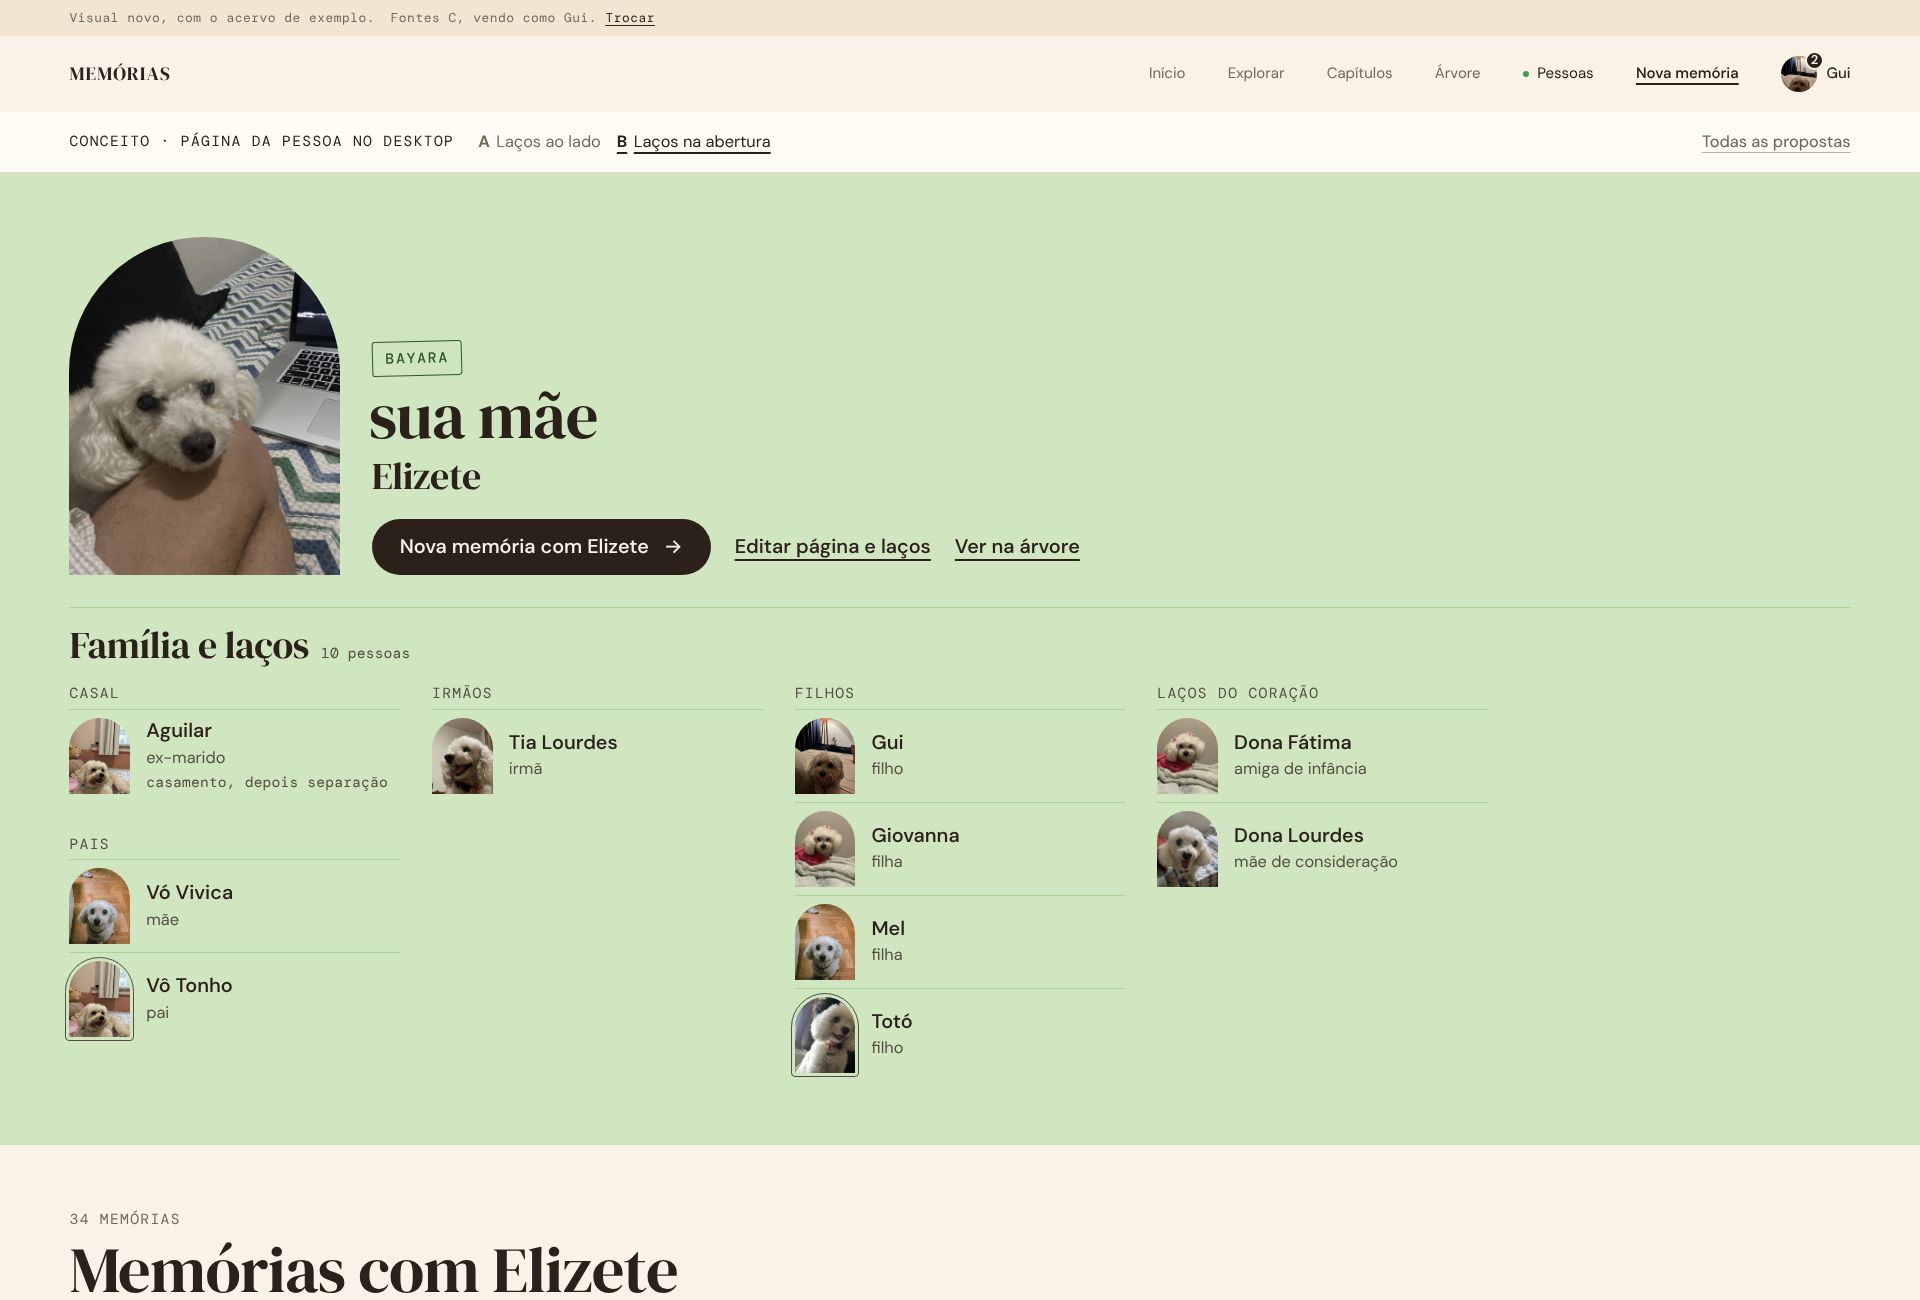 Visual novo, com o acervo de exemplo. Fontes C, vendo como Gui. Trocar
MEMÓRIAS
Início
Explorar
Capítulos
Árvore
Pessoas
Nova memória
2
Gui
CONCEITO · PÁGINA DA PESSOA NO DESKTOP
A Laços ao lado
B Laços na abertura
Todas as propostas
BAYARA
sua mãe
Elizete
Nova memória com Elizete →
Editar página e laços
Ver na árvore
Família e laços 10 pessoas
CASAL
Aguilar
ex-marido
casamento, depois separação
PAIS
Vó Vivica
mãe
Vô Tonho
pai
IRMÃOS
Tia Lourdes
irmã
FILHOS
Gui
filho
Giovanna
filha
Mel
filha
Totó
filho
LAÇOS DO CORAÇÃO
Dona Fátima
amiga de infância
Dona Lourdes
mãe de consideração
34 MEMÓRIAS
Memórias com Elizete